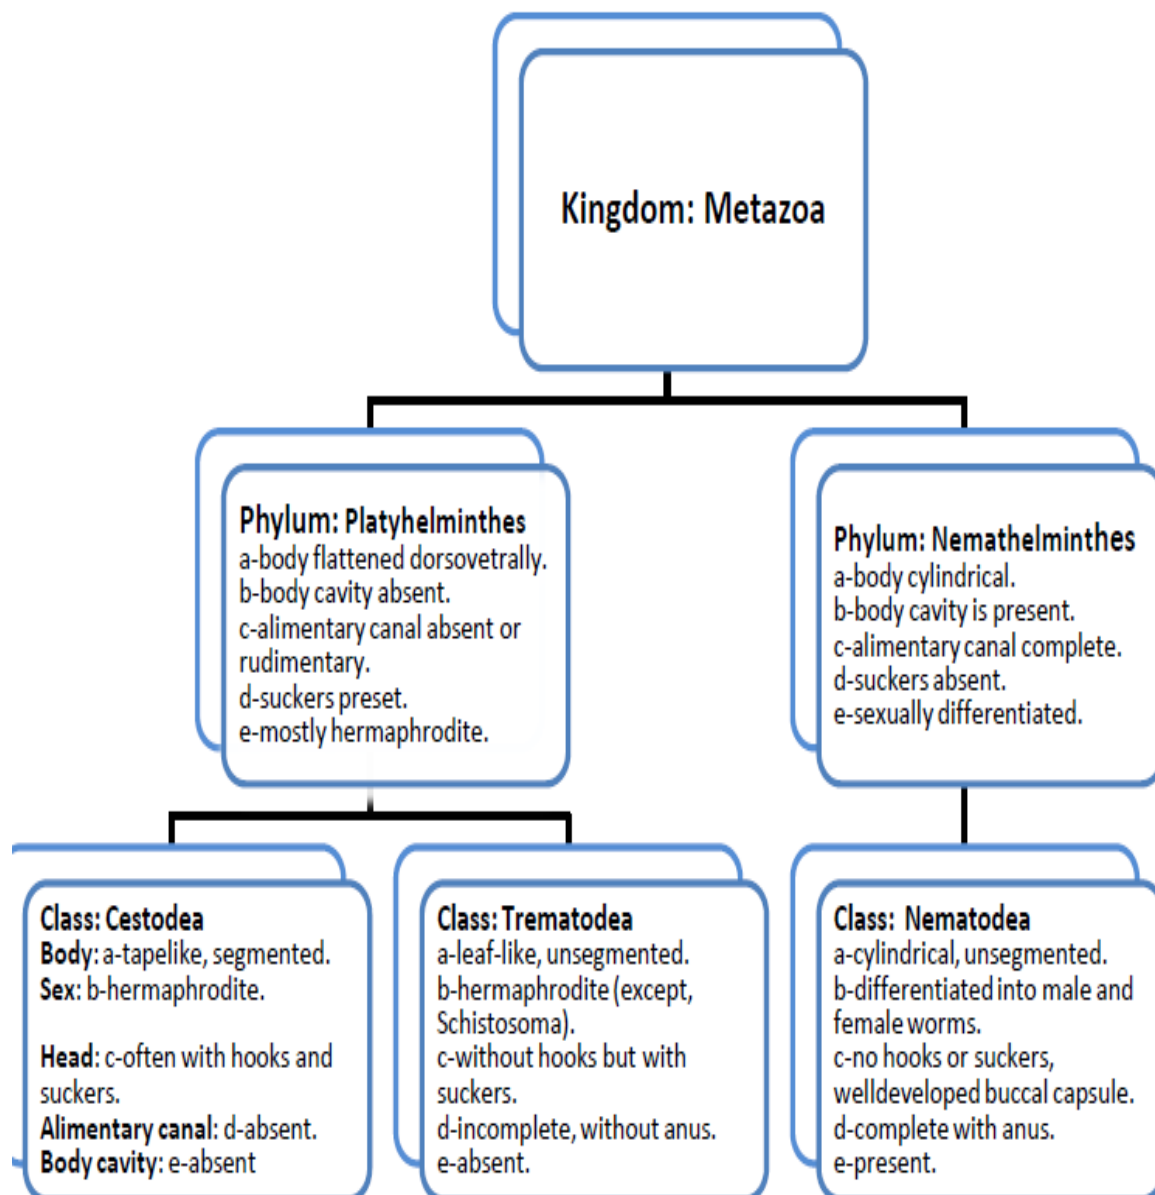 Kingdom: Metazoa
Phylum: Platyhelminthes
a-body flattened dorsovetrally.
b-body cavity absent.
c-alimentary canal absent or
rudimentary.
d-suckers preset.
e-mostly hermaphrodite.
Phylum: Nemathelminthes
a-body cylindrical.
b-body cavity is present.
c-alimentary canal complete.
d-suckers absent.
e-sexually differentiated.
Class: Cestodea
Body: a-tapelike, segmented.
Sex: b-hermaphrodite.
Head: c-often with hooks and
suckers.
Alimentary canal: d-absent.
Body cavity: e-absent
Class: Trematodea
a-leaf-like, unsegmented.
b-hermaphrodite (except,
Schistosoma).
c-without hooks but with
suckers.
d-incomplete, without anus.
e-absent.
Class: Nematodea
a-cylindrical, unsegmented.
b-differentiated into male and
female worms.
c-no hooks or suckers,
welldeveloped buccal capsule.
d-complete with anus.
e-present.